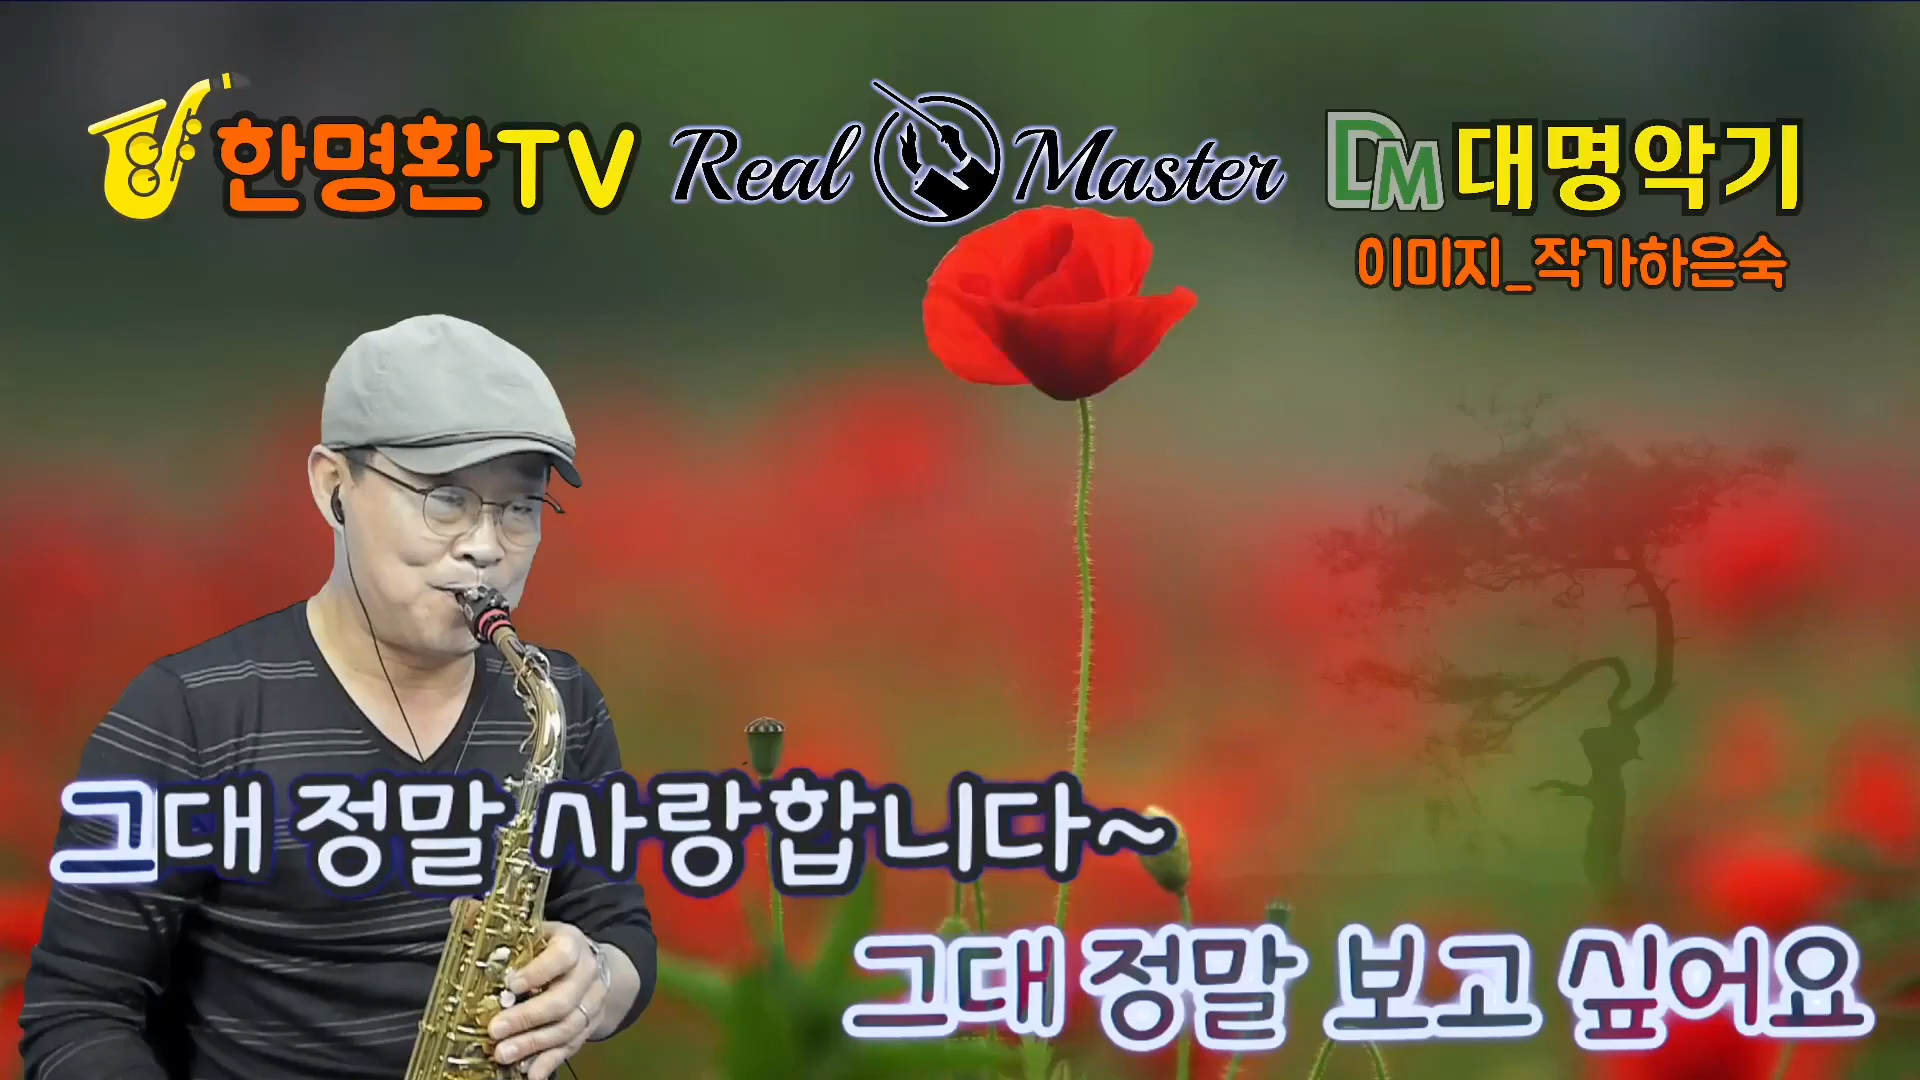 한명환TV
Real Master
DM 대명악기
이미지_작가하은숙
그대 정말 사랑합니다~
그대 정말 보고 싶어요